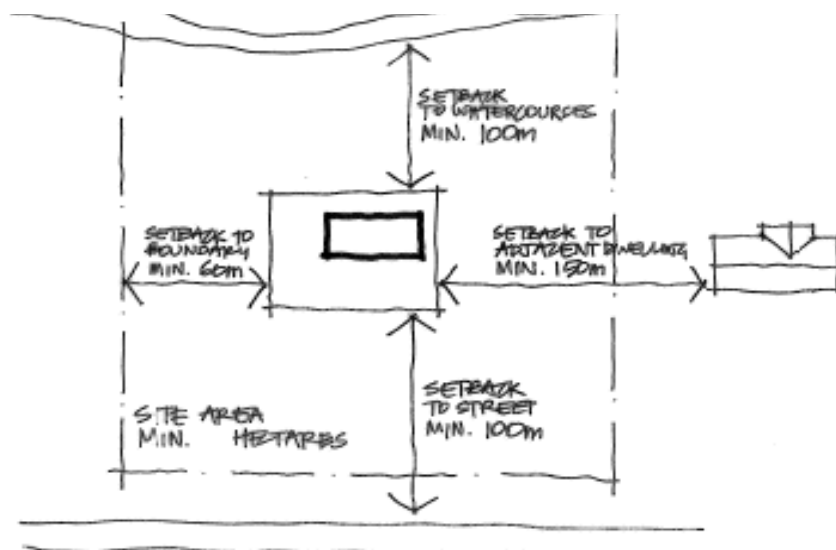 SETBACK
TO WATERCOURCES
MIN. 100m
SETBACK TO
BOUNDARY
MIN. 60m
SETBACK TO
ADJACENT DWELLING
MIN. 150m
SETBACK
TO STREET
MIN. 100m
SITE AREA
MIN. HECTARES